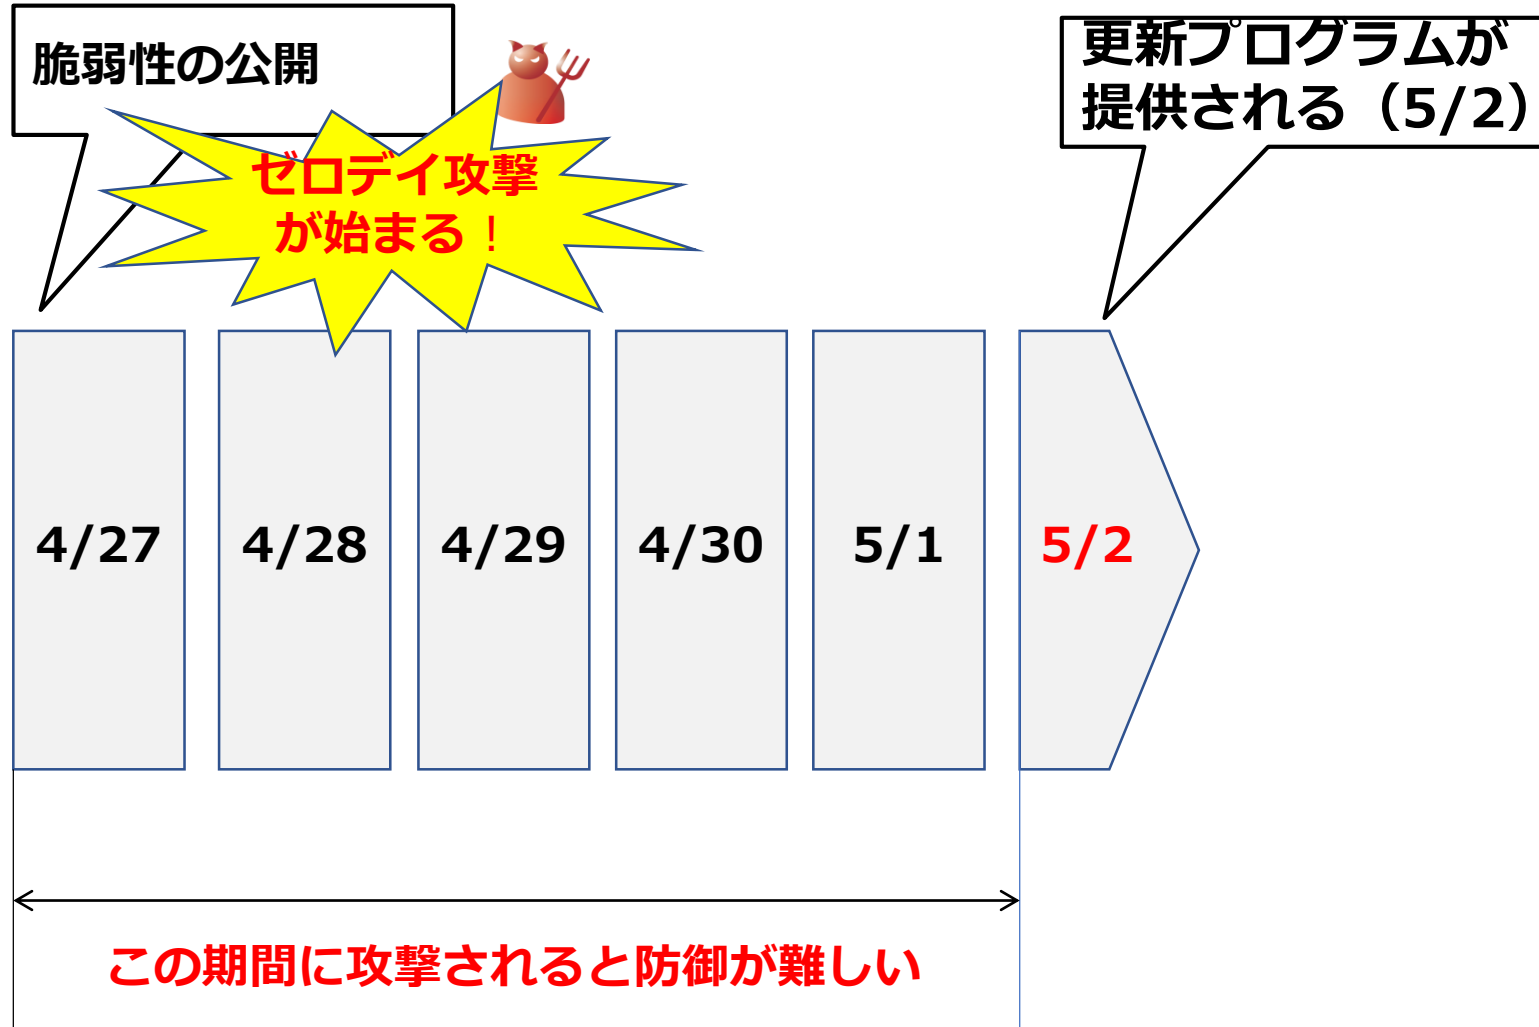 脆弱性の公開
更新プログラムが
提供される（5/2）
ゼロデイ攻撃
が始まる！
4/27
4/28
4/29
4/30
5/1
5/2
この期間に攻撃されると防御が難しい